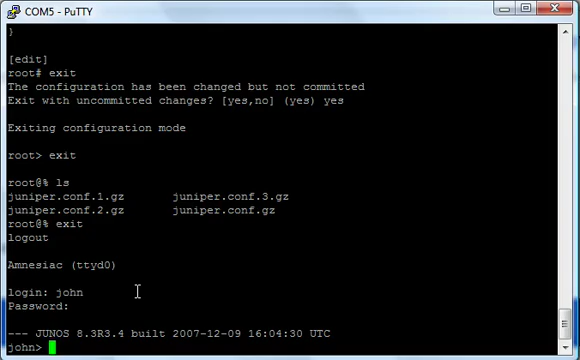 COM5 - PuTTY
}
[edit]
root# exit
The configuration has been changed but not committed
Exit with uncommitted changes? [yes,no] (yes) yes
Exiting configuration mode
root> exit
root@% ls
juniper.conf.1.gz juniper.conf.3.gz
juniper.conf.2.gz juniper.conf.gz
root@% exit
logout
Amnesiac (ttyd0)
login: john
Password:
--- JUNOS 8.3R3.4 built 2007-12-09 16:04:30 UTC
john>